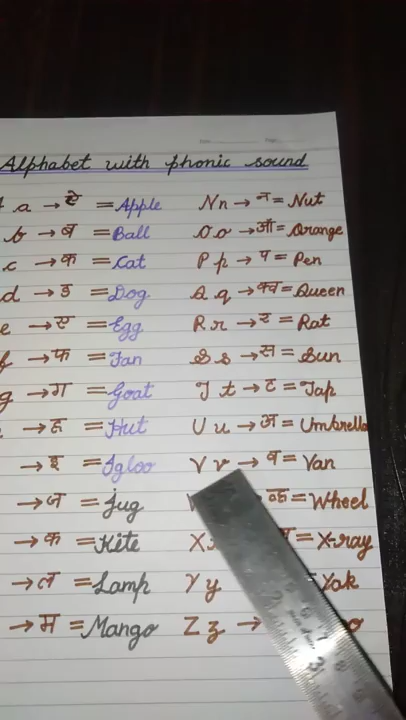 Alphabet with phonic sound
a → ऐ = Apple Nn → न = Nut
b → ब = Ball Oo → ऑ = Orange
c → क = Cat Pp → प = Pen
d → ड = Dog Qq → क्व = Queen
e → ए = Egg Rr → र = Rat
f → फ = Fan Ss → स = Sun
g → ग = Goat Tt → ट = Tap
→ ह = Hut Uu → अ = Umbrella
→ इ = Igloo Vv → व = Van
→ ज = Jug = Wheel
→ क = Kite X = X-ray
→ ल = Lamp Yy Yak
→ म = Mango Zz →